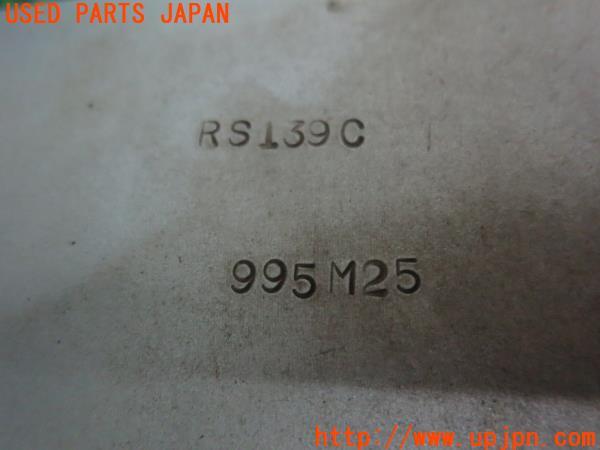 USED PARTS JAPAN
RS139C
995M25
http://www.upjpn.com